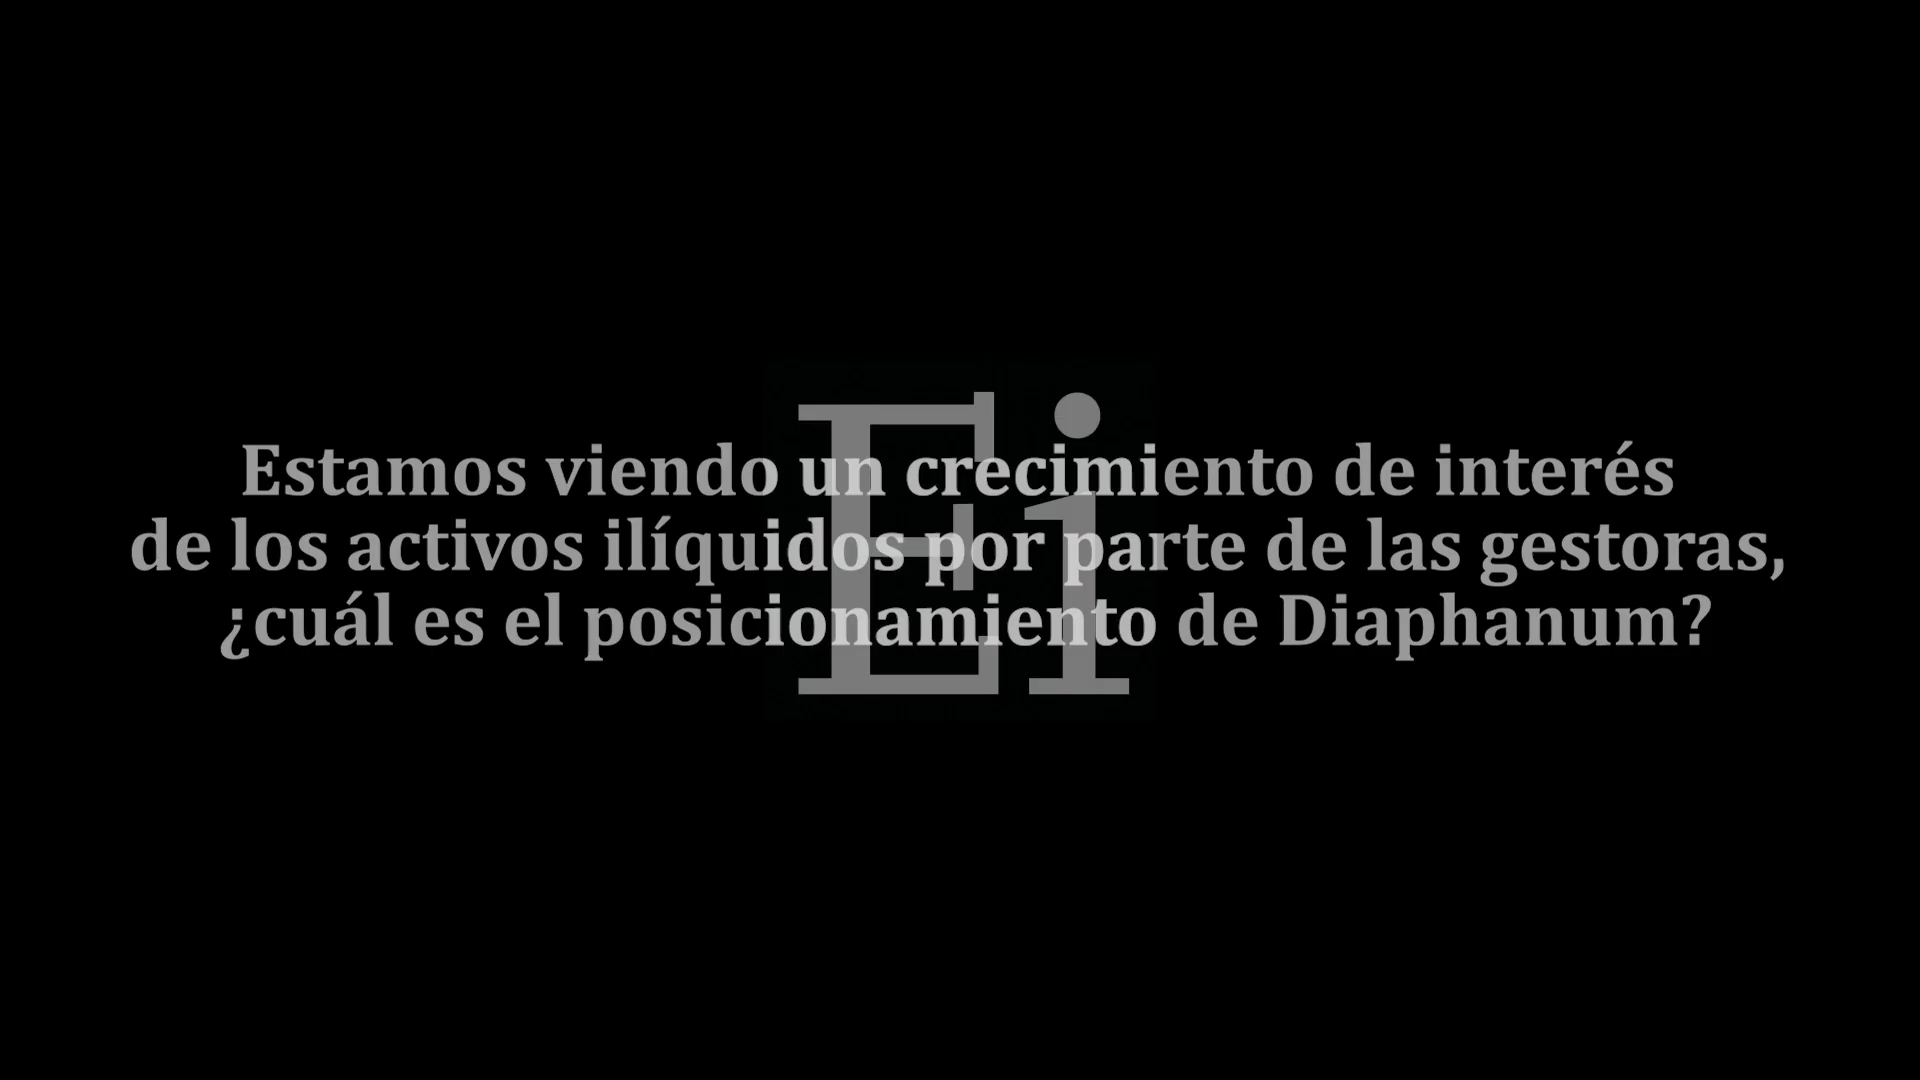 Estamos viendo un crecimiento de interés
de los activos ilíquidos por parte de las gestoras,
¿cuál es el posicionamiento de Diaphanum?
Ei